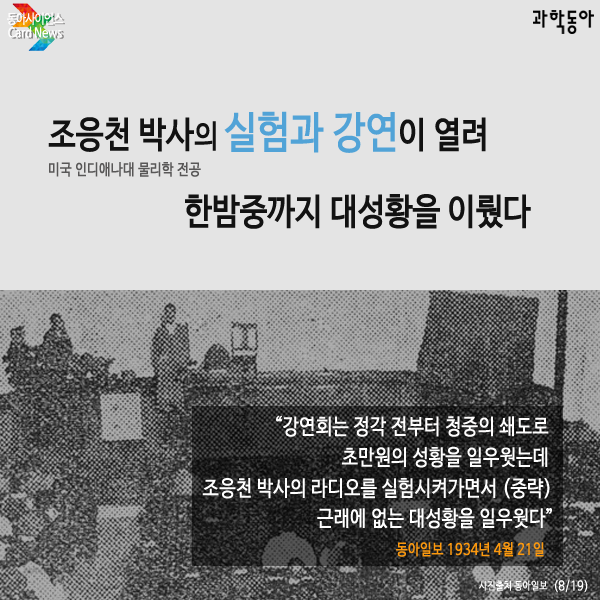 동아사이언스
Card News
과학동아
조응천 박사의 실험과 강연이 열려
미국 인디애나대 물리학 전공
한밤중까지 대성황을 이뤘다
“강연회는 정각 전부터 청중의 쇄도로
초만원의 성황을 일우웟는데
조응천 박사의 라디오를 실험시켜가면서 (중략)
근래에 없는 대성황을 일우웟다”
동아일보 1934년 4월 21일
사진출처 동아일보 (8/19)